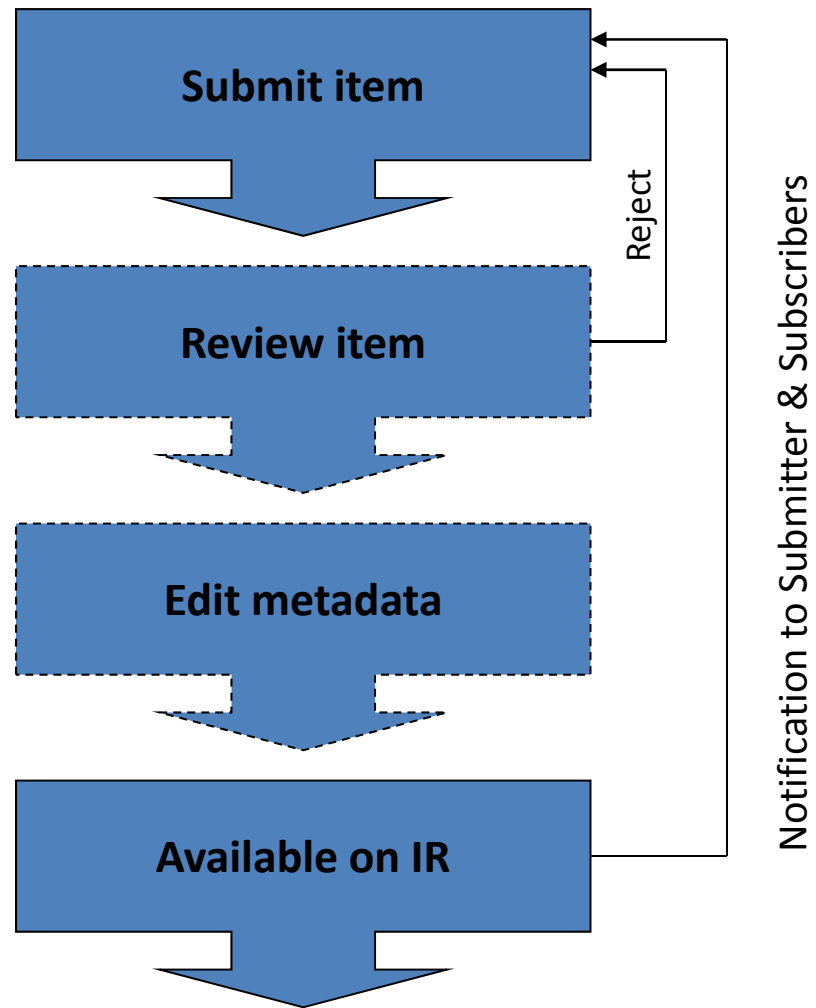 Submit item
Reject
Review item
Edit metadata
Available on IR
Notification to Submitter & Subscribers